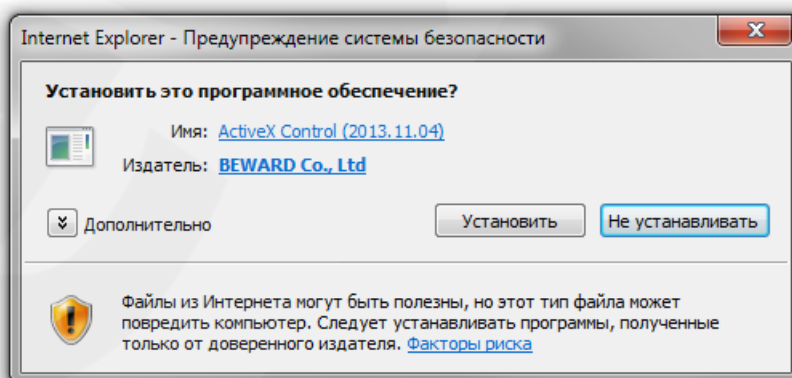 Internet Explorer - Предупреждение системы безопасности
Установить это программное обеспечение?
Имя: ActiveX Control (2013.11.04)
Издатель: BEWARD Co., Ltd
Дополнительно
Установить
Не устанавливать
Файлы из Интернета могут быть полезны, но этот тип файла может
повредить компьютер. Следует устанавливать программы, полученные
только от доверенного издателя. Факторы риска